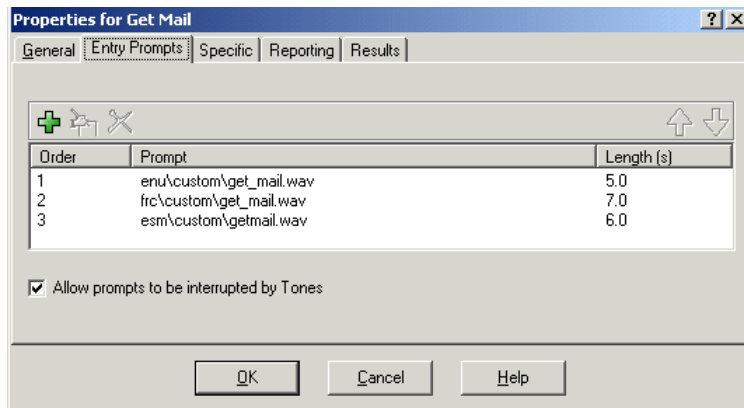 Properties for Get Mail
General Entry Prompts Specific Reporting Results
Order Prompt Length (s)
1 enu\custom\get_mail.wav 5.0
2 frc\custom\get_mail.wav 7.0
3 esm\custom\getmail.wav 6.0
Allow prompts to be interrupted by Tones
OK Cancel Help